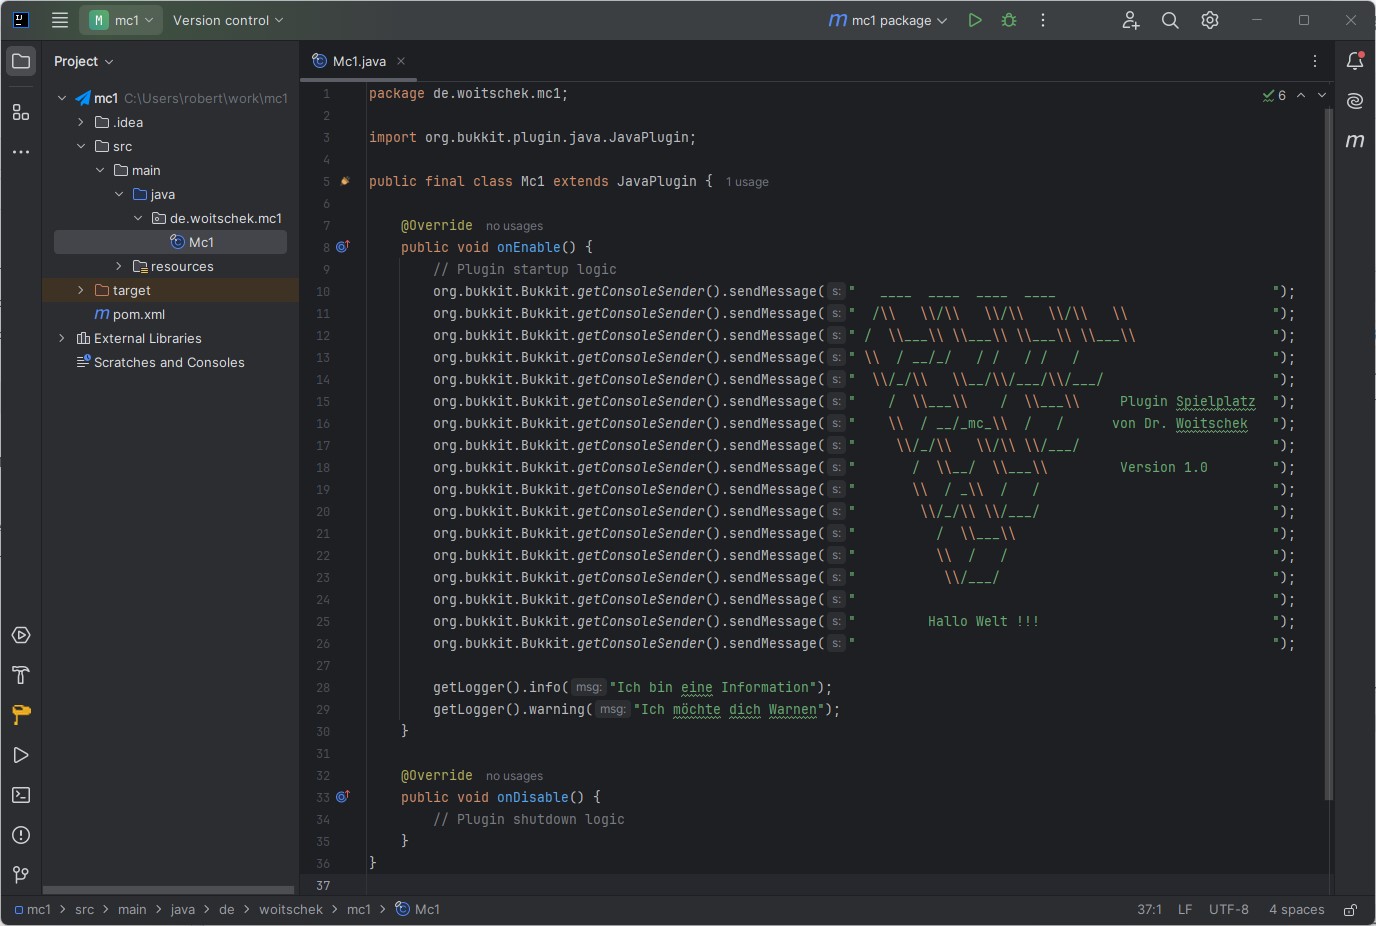 M mc1 Version control mc1 package
Project
Mc1.java
mc1 C:\Users\robert\work\mc1
.idea
src
main
java
de.woitschek.mc1
Mc1
resources
target
m pom.xml
External Libraries
Scratches and Consoles
6
1 package de.woitschek.mc1;
2
3 import org.bukkit.plugin.java.JavaPlugin;
4
5 public final class Mc1 extends JavaPlugin { 1 usage
6
7     @Override no usages
8     public void onEnable() {
9         // Plugin startup logic
10         org.bukkit.Bukkit.getConsoleSender().sendMessage( s: "   ____  ____  ____  ____                           ");
11         org.bukkit.Bukkit.getConsoleSender().sendMessage( s: "  /\\   \\/\\   \\/\\   \\/\\   \\                  ");
12         org.bukkit.Bukkit.getConsoleSender().sendMessage( s: " /  \\___\\ \\___\\ \\___\\ \\___\\                 ");
13         org.bukkit.Bukkit.getConsoleSender().sendMessage( s: " \\  / __/_/   / /   / /   /                        ");
14         org.bukkit.Bukkit.getConsoleSender().sendMessage( s: "  \\/_/\\   \\__/\\/___/\\/___/                     ");
15         org.bukkit.Bukkit.getConsoleSender().sendMessage( s: "    /  \\___\\    /  \\___\\     Plugin Spielplatz  ");
16         org.bukkit.Bukkit.getConsoleSender().sendMessage( s: "    \\  / __/_mc_\\  /   /      von Dr. Woitschek   ");
17         org.bukkit.Bukkit.getConsoleSender().sendMessage( s: "     \\/_/\\   \\/\\ \\/___/                        ");
18         org.bukkit.Bukkit.getConsoleSender().sendMessage( s: "       /  \\__/  \\___\\         Version 1.0        ");
19         org.bukkit.Bukkit.getConsoleSender().sendMessage( s: "       \\  / _\\  /   /                             ");
20         org.bukkit.Bukkit.getConsoleSender().sendMessage( s: "        \\/_/\\ \\/___/                             ");
21         org.bukkit.Bukkit.getConsoleSender().sendMessage( s: "          /  \\___\\                                ");
22         org.bukkit.Bukkit.getConsoleSender().sendMessage( s: "          \\  /   /                                 ");
23         org.bukkit.Bukkit.getConsoleSender().sendMessage( s: "           \\/___/                                  ");
24         org.bukkit.Bukkit.getConsoleSender().sendMessage( s: "                                                    ");
25         org.bukkit.Bukkit.getConsoleSender().sendMessage( s: "         Hallo Welt !!!                             ");
26         org.bukkit.Bukkit.getConsoleSender().sendMessage( s: "                                                    ");
27
28         getLogger().info( msg: "Ich bin eine Information");
29         getLogger().warning( msg: "Ich möchte dich Warnen");
30     }
31
32     @Override no usages
33     public void onDisable() {
34         // Plugin shutdown logic
35     }
36 }
37
mc1 > src > main > java > de > woitschek > mc1 > Mc1 37:1 LF UTF-8 4 spaces